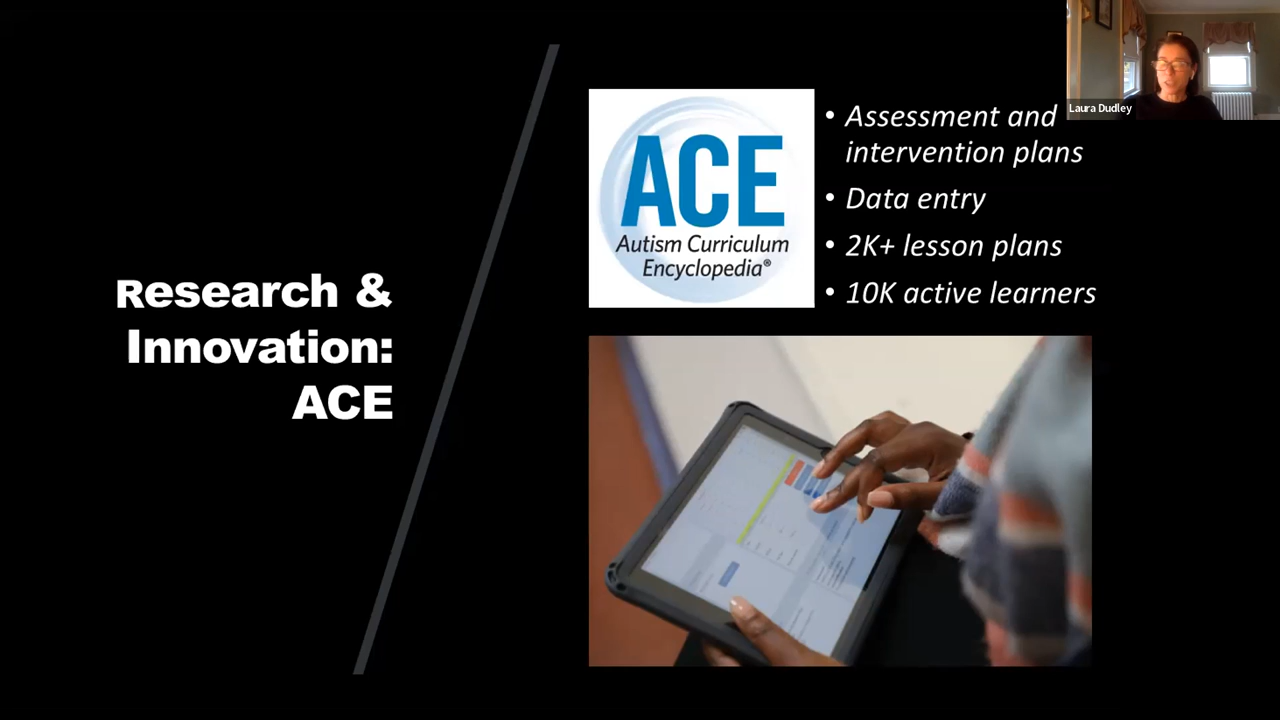 Research &
Innovation:
ACE
ACE
Autism Curriculum
Encyclopedia®
• Assessment and
intervention plans
• Data entry
• 2K+ lesson plans
• 10K active learners
Laura Dudley